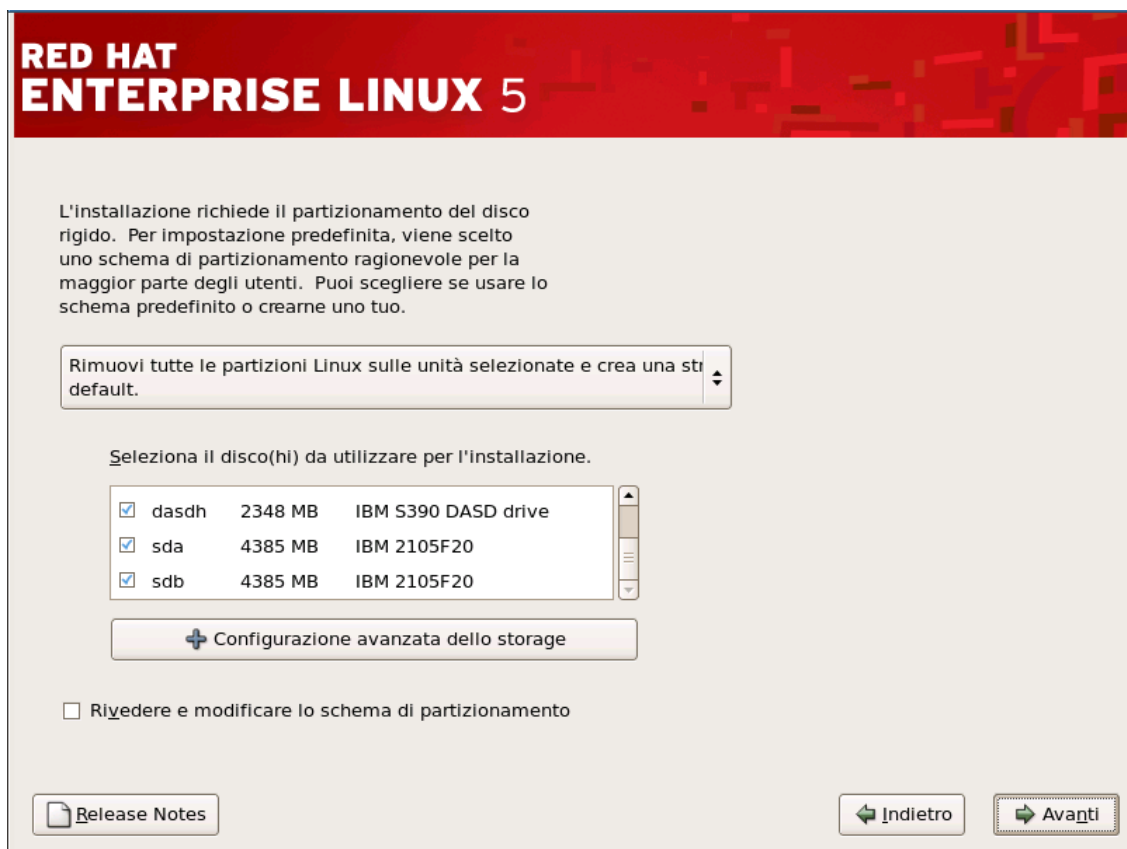 RED HAT
ENTERPRISE LINUX 5
L'installazione richiede il partizionamento del disco
rigido.  Per impostazione predefinita, viene scelto
uno schema di partizionamento ragionevole per la
maggior parte degli utenti.  Puoi scegliere se usare lo
schema predefinito o crearne uno tuo.
Rimuovi tutte le partizioni Linux sulle unità selezionate e crea una str
default.
Seleziona il disco(hi) da utilizzare per l'installazione.
dasdh 2348 MB IBM S390 DASD drive
sda 4385 MB IBM 2105F20
sdb 4385 MB IBM 2105F20
Configurazione avanzata dello storage
Rivedere e modificare lo schema di partizionamento
Release Notes Indietro Avanti